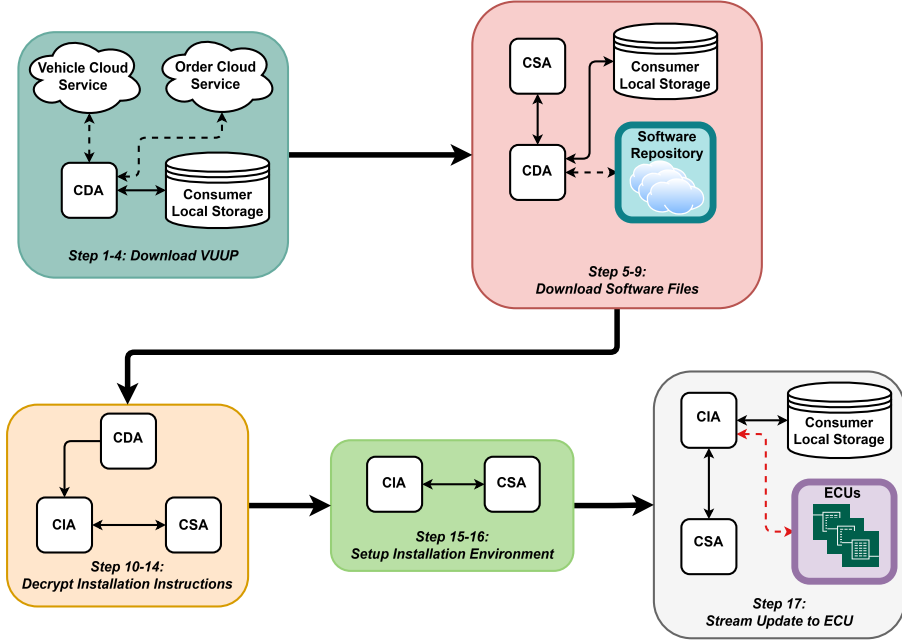 Vehicle Cloud
Service
Order Cloud
Service
CDA
Consumer
Local Storage
Step 1-4: Download VUUP
CSA
Consumer
Local Storage
CDA
Software
Repository
Step 5-9:
Download Software Files
CDA
CIA
CSA
Step 10-14:
Decrypt Installation Instructions
CIA
CSA
Step 15-16:
Setup Installation Environment
CIA
Consumer
Local Storage
ECUs
CSA
Step 17:
Stream Update to ECU